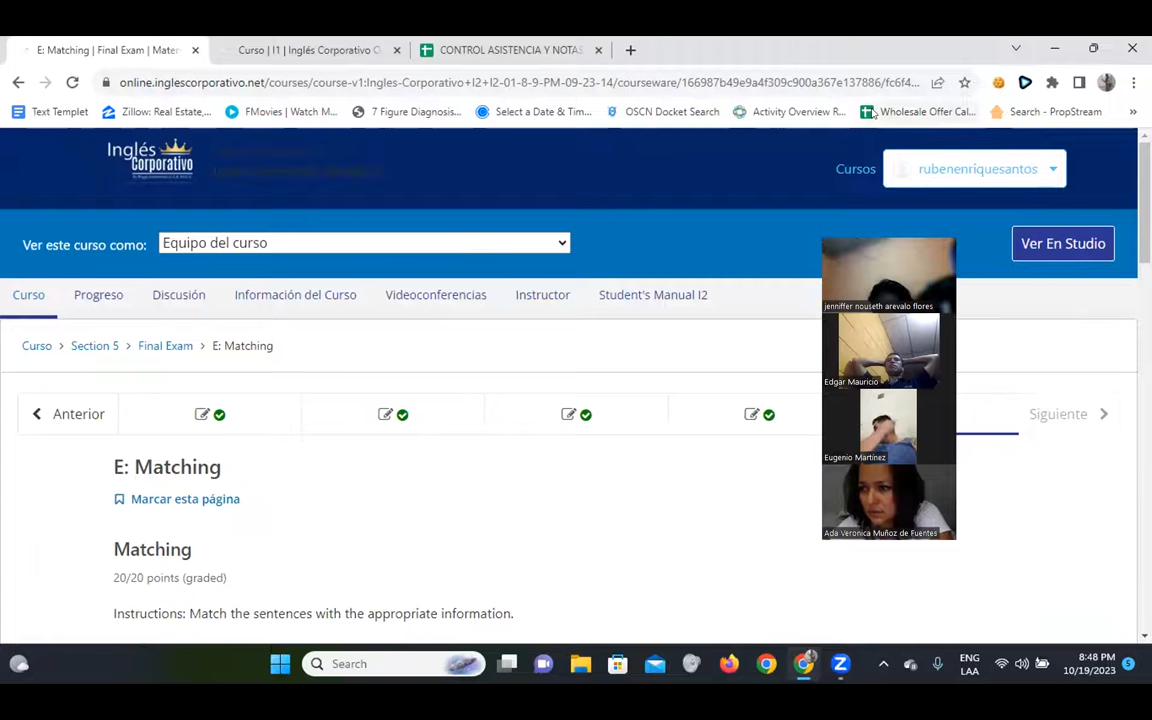 E: Matching | Final Exam | Mater
Curso | I1 | Inglés Corporativo O
CONTROL ASISTENCIA Y NOTAS
online.inglescorporativo.net/courses/course-v1:Ingles-Corporativo+I2+I2-01-8-9-PM-09-23-14/courseware/166987b49e9a4f309c900a367e137886/fc6f4...
Text Templet
Zillow: Real Estate,...
FMovies | Watch M...
7 Figure Diagnosis...
Select a Date & Tim...
OSCN Docket Search
Activity Overview R...
Wholesale Offer Cal...
Search - PropStream
Inglés
Corporativo
Cursos
rubenenriquesantos
Ver este curso como:
Equipo del curso
Ver En Studio
Curso
Progreso
Discusión
Información del Curso
Videoconferencias
Instructor
Student's Manual I2
jenniffer nouseth arevalo flores
Curso > Section 5 > Final Exam > E: Matching
Edgar Mauricio
Anterior
Siguiente
Eugenio Martínez
E: Matching
Marcar esta página
Ada Veronica Muñoz de Fuentes
Matching
20/20 points (graded)
Instructions: Match the sentences with the appropriate information.
Search
ENG
LAA
8:48 PM
10/19/2023
5